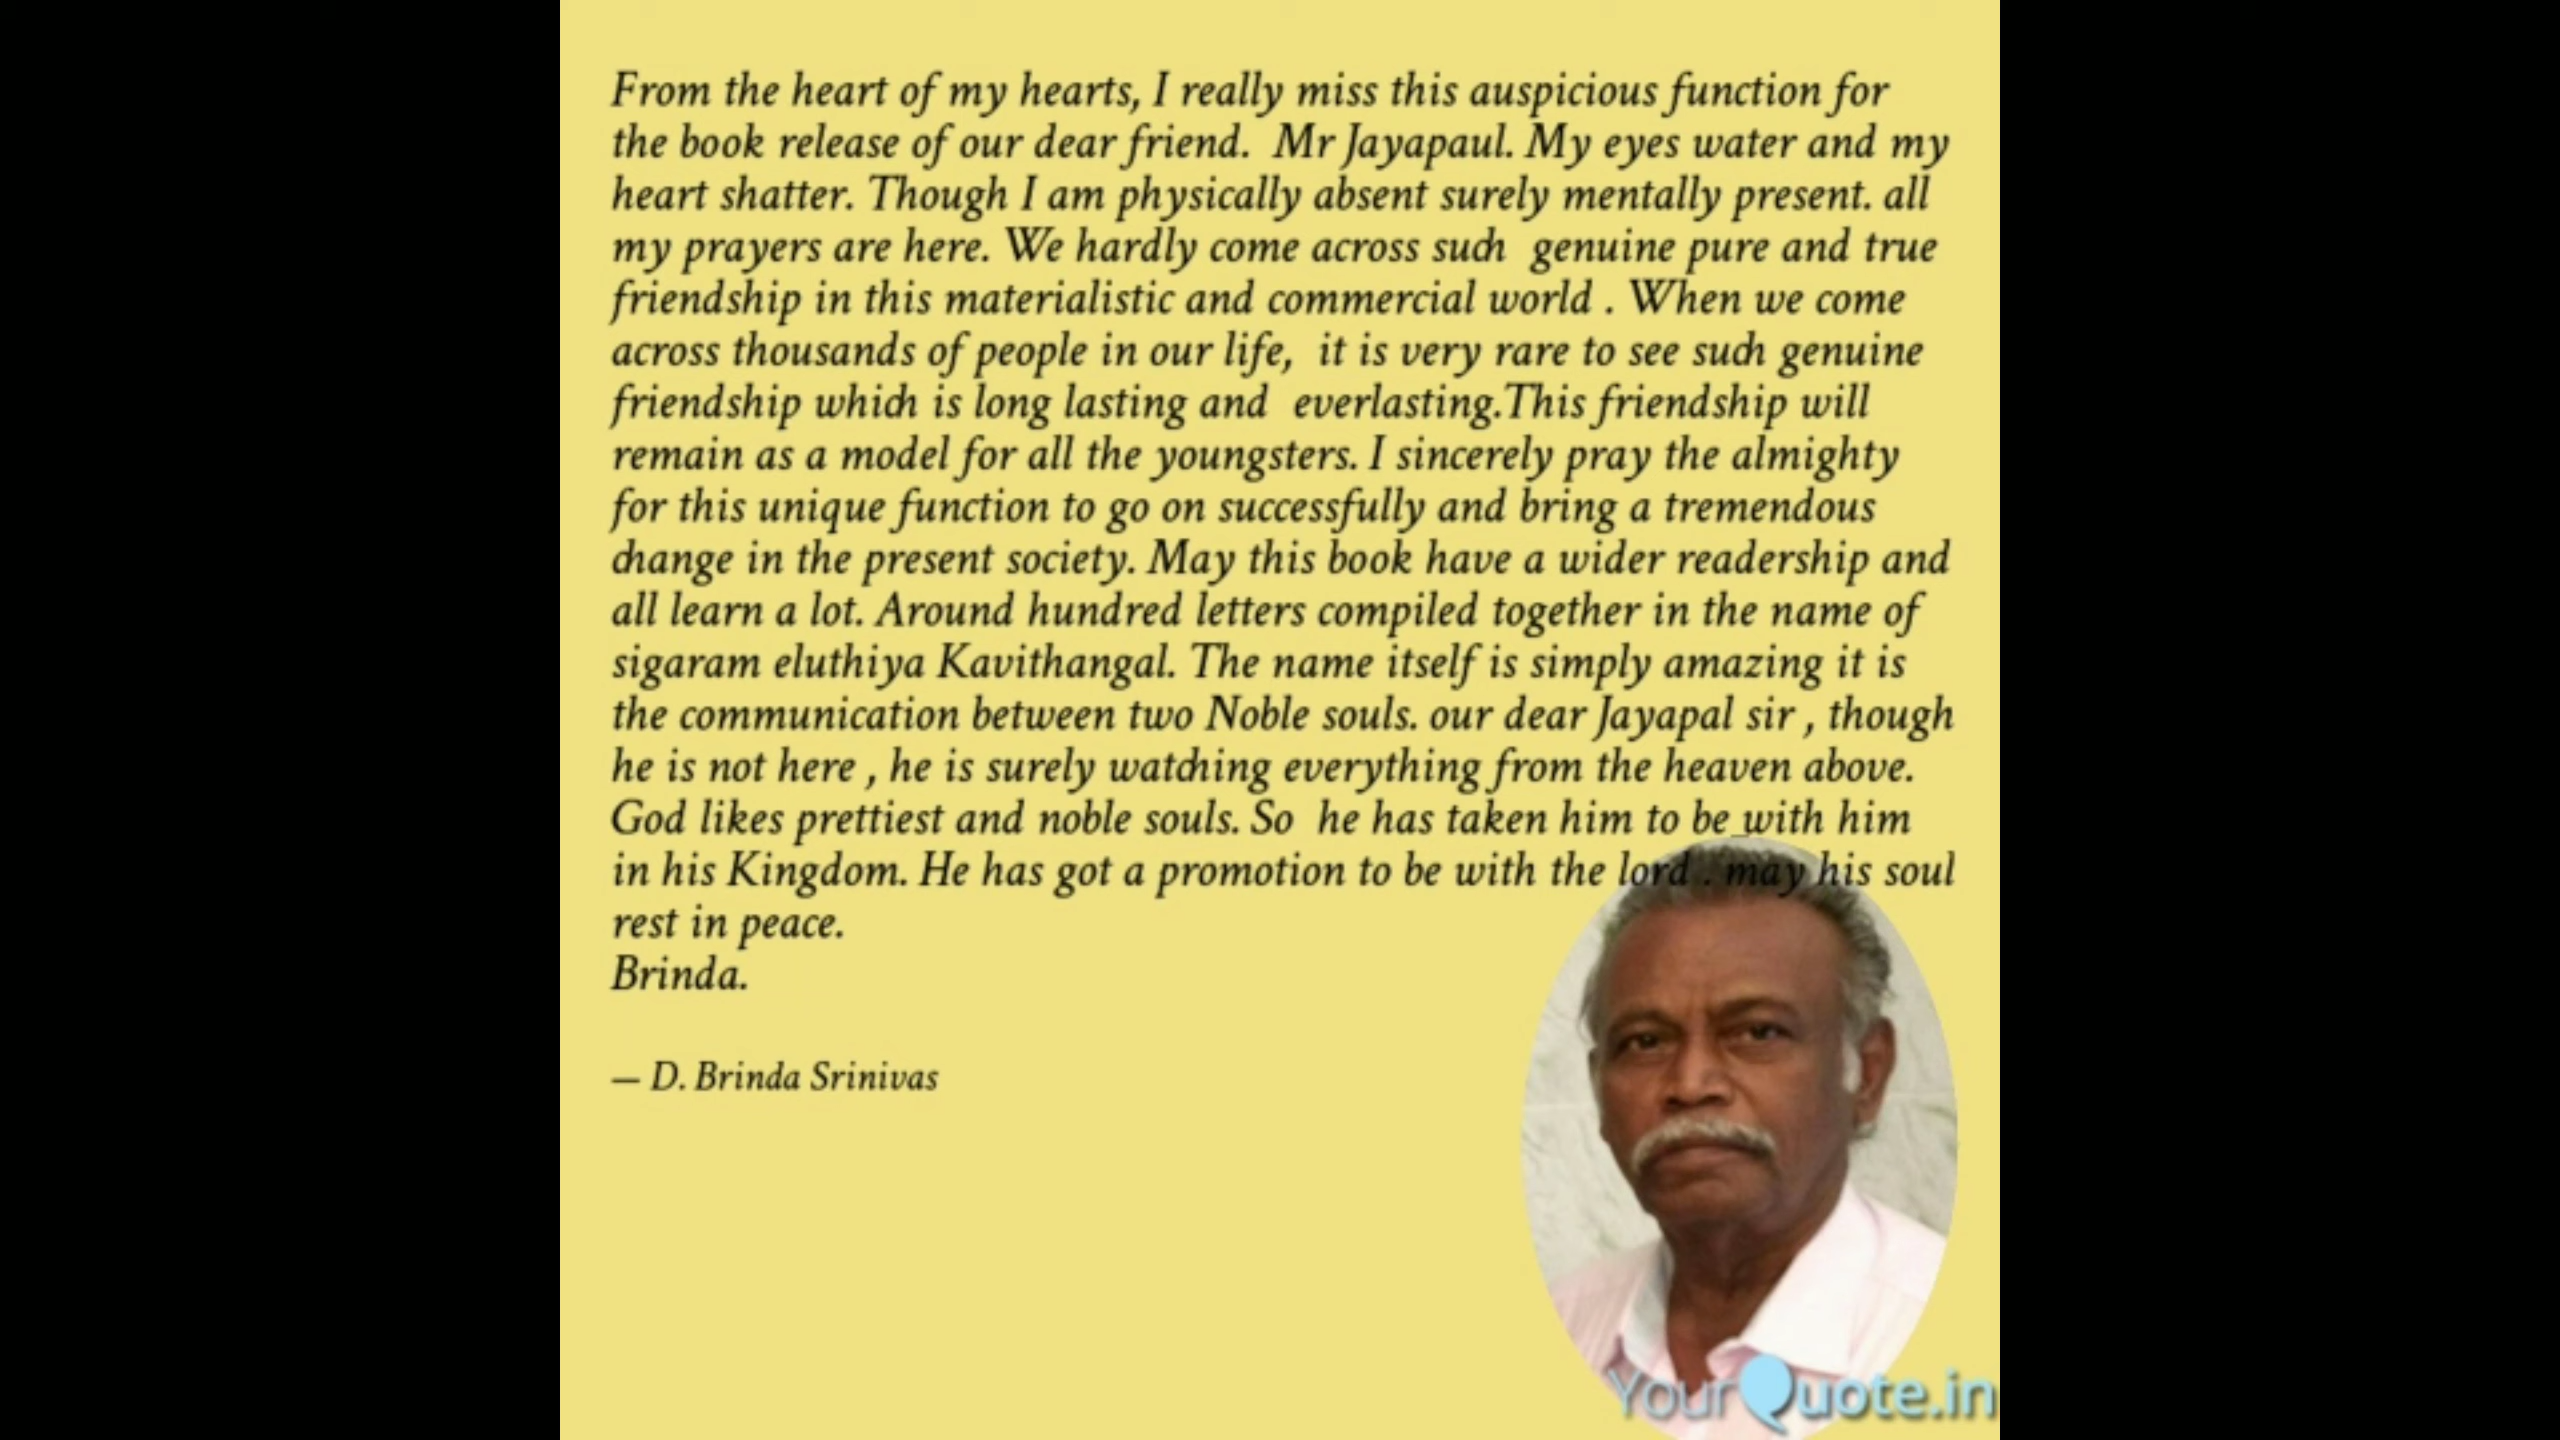 From the heart of my hearts, I really miss this auspicious function for
the book release of our dear friend.  Mr Jayapaul. My eyes water and my
heart shatter. Though I am physically absent surely mentally present. all
my prayers are here. We hardly come across such  genuine pure and true
friendship in this materialistic and commercial world . When we come
across thousands of people in our life,  it is very rare to see such genuine
friendship which is long lasting and  everlasting.This friendship will
remain as a model for all the youngsters. I sincerely pray the almighty
for this unique function to go on successfully and bring a tremendous
change in the present society. May this book have a wider readership and
all learn a lot. Around hundred letters compiled together in the name of
sigaram eluthiya Kavithangal. The name itself is simply amazing it is
the communication between two Noble souls. our dear Jayapal sir , though
he is not here , he is surely watching everything from the heaven above.
God likes prettiest and noble souls. So  he has taken him to be with him
in his Kingdom. He has got a promotion to be with the lord . may his soul
rest in peace.
Brinda.
— D. Brinda Srinivas
YourQuote.in